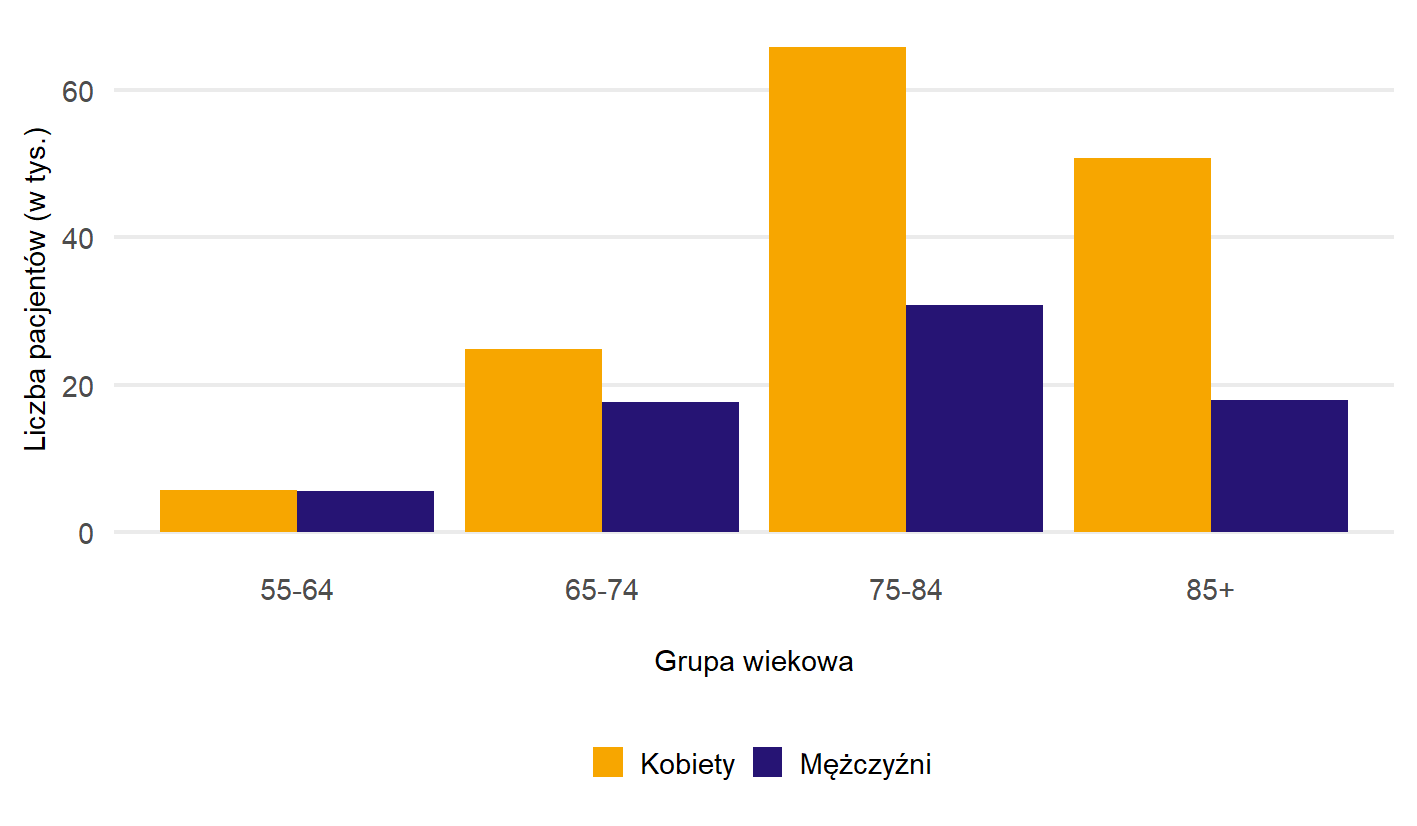 Liczba pacjentów (w tys.)
60
40
20
0
55-64 65-74 75-84 85+
Grupa wiekowa
Kobiety Mężczyźni